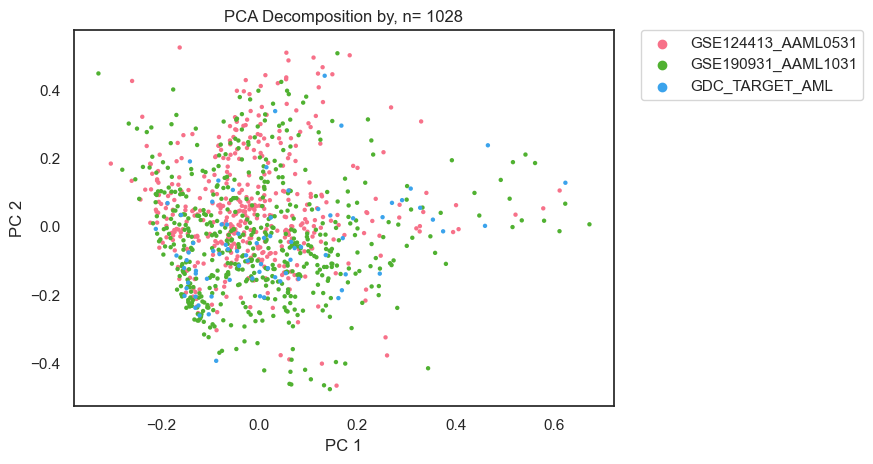 PCA Decomposition by, n= 1028
GSE124413_AAML0531
GSE190931_AAML1031
GDC_TARGET_AML
0.4
0.2
0.0
−0.2
−0.4
PC 2
−0.2
0.0
0.2
0.4
0.6
PC 1